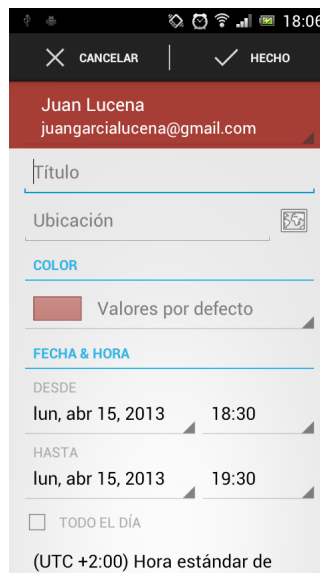 18:06
CANCELAR
HECHO
Juan Lucena
juangarcialucena@gmail.com
Título
Ubicación
COLOR
Valores por defecto
FECHA & HORA
DESDE
lun, abr 15, 2013 18:30
HASTA
lun, abr 15, 2013 19:30
TODO EL DÍA
(UTC +2:00) Hora estándar de